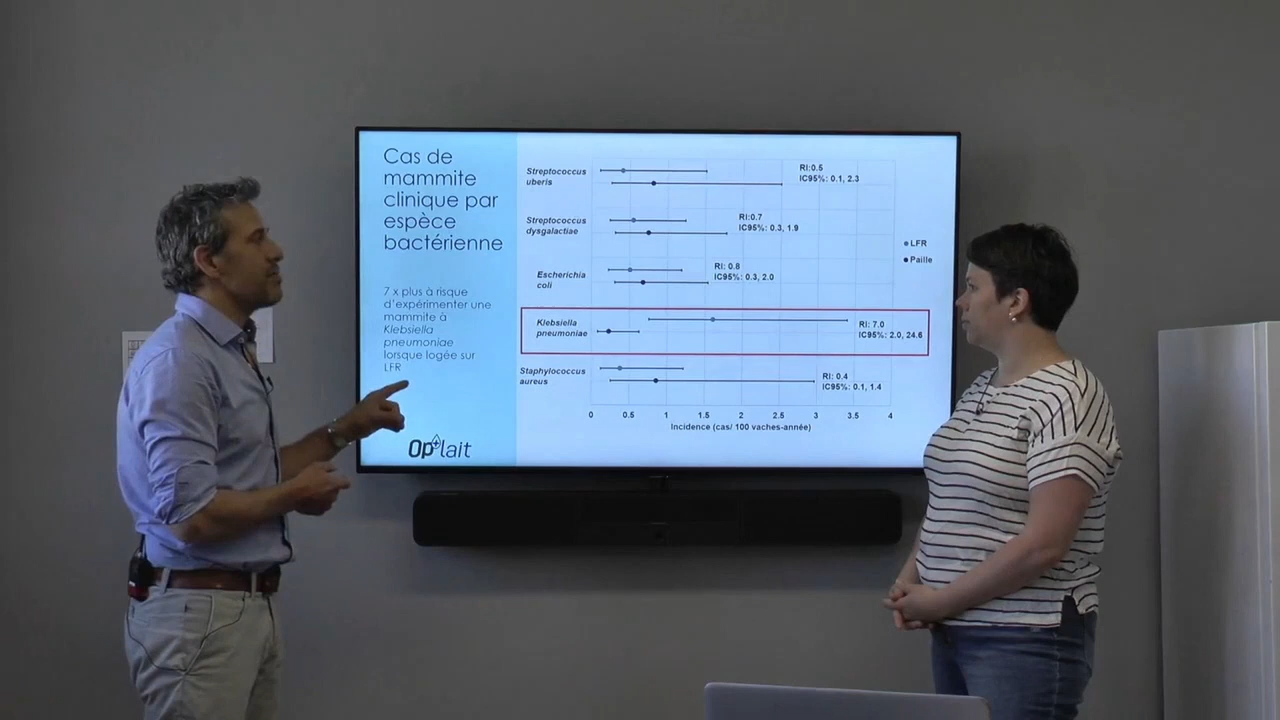 Cas de
mammite
clinique par
espèce
bactérienne
7 x plus à risque
d'expérimenter une
mammite à
Klebsiella
pneumoniae
lorsque logée sur
LFR
Op+lait
Streptococcus
uberis
RI:0.5
IC95%: 0.1, 2.3
Streptococcus
dysgalactiae
RI:0.7
IC95%: 0.3, 1.9
Escherichia
coli
RI: 0.8
IC95%: 0.3, 2.0
Klebsiella
pneumoniae
RI: 7.0
IC95%: 2.0, 24.6
Staphylococcus
aureus
RI: 0.4
IC95%: 0.1, 1.4
LFR
Paille
0 0.5 1 1.5 2 2.5 3 3.5 4
Incidence (cas/ 100 vaches-année)